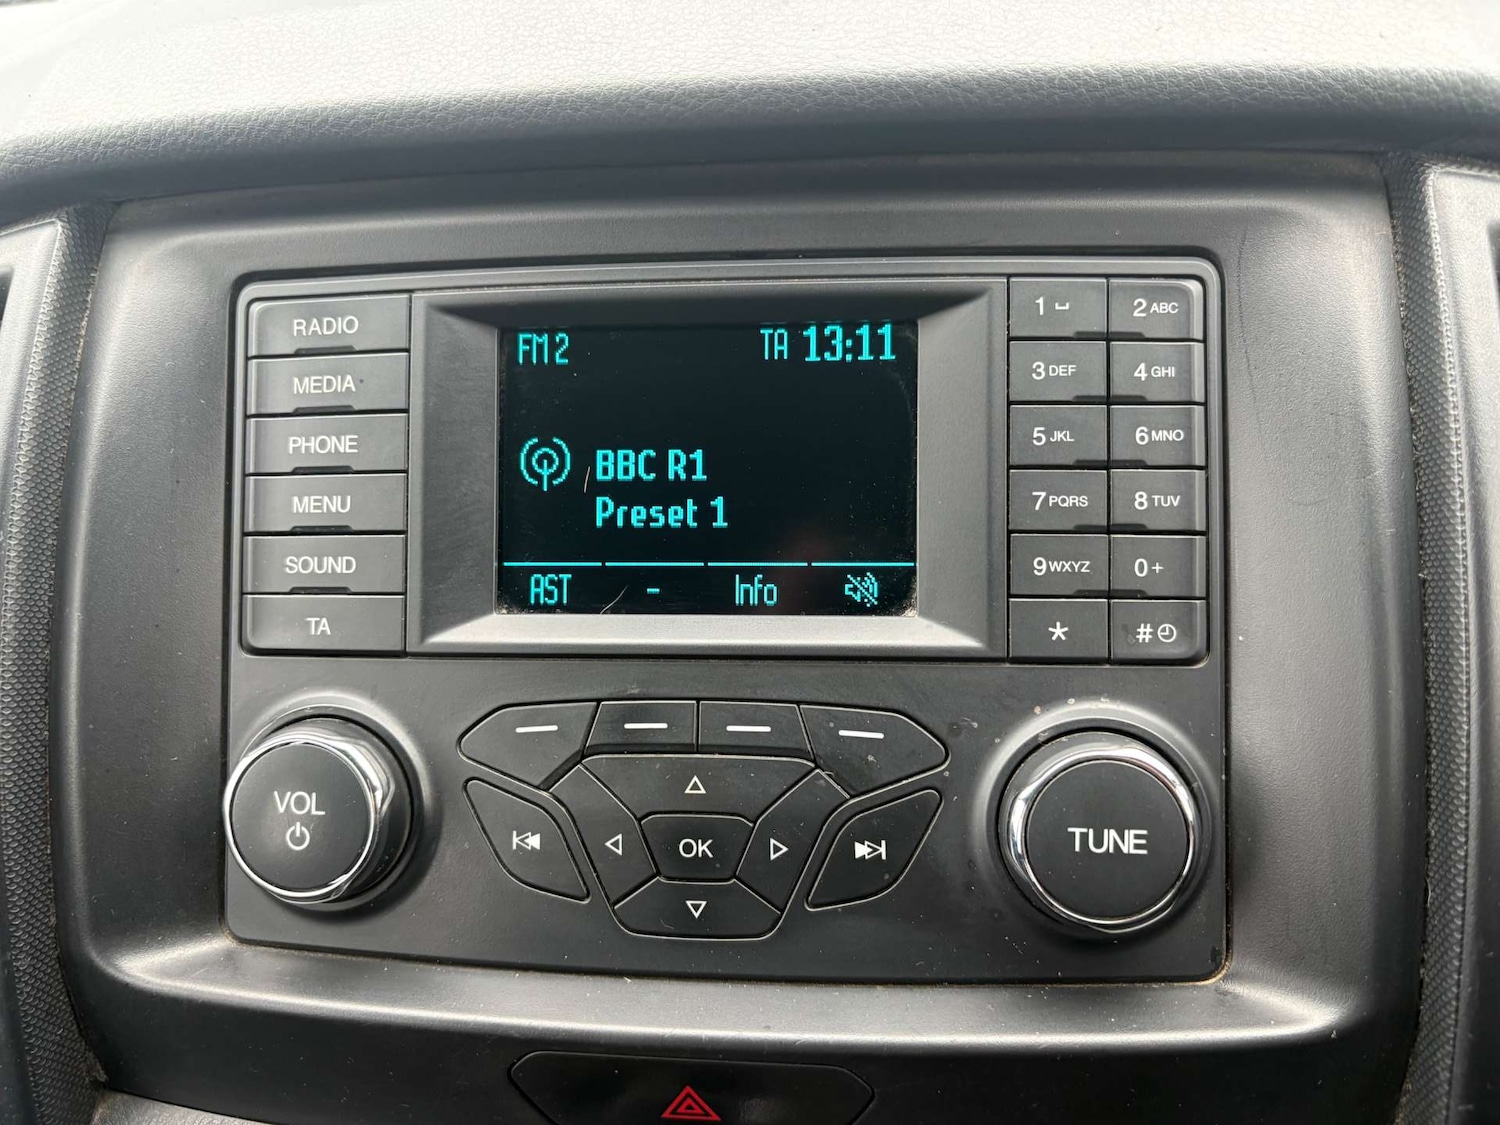 RADIO
MEDIA
PHONE
MENU
SOUND
TA
FM2
TA 13:11
BBC R1
Preset 1
AST
-
Info
1
2 ABC
3 DEF
4 GHI
5 JKL
6 MNO
7 PQRS
8 TUV
9 WXYZ
0 +
*
#
VOL
OK
TUNE